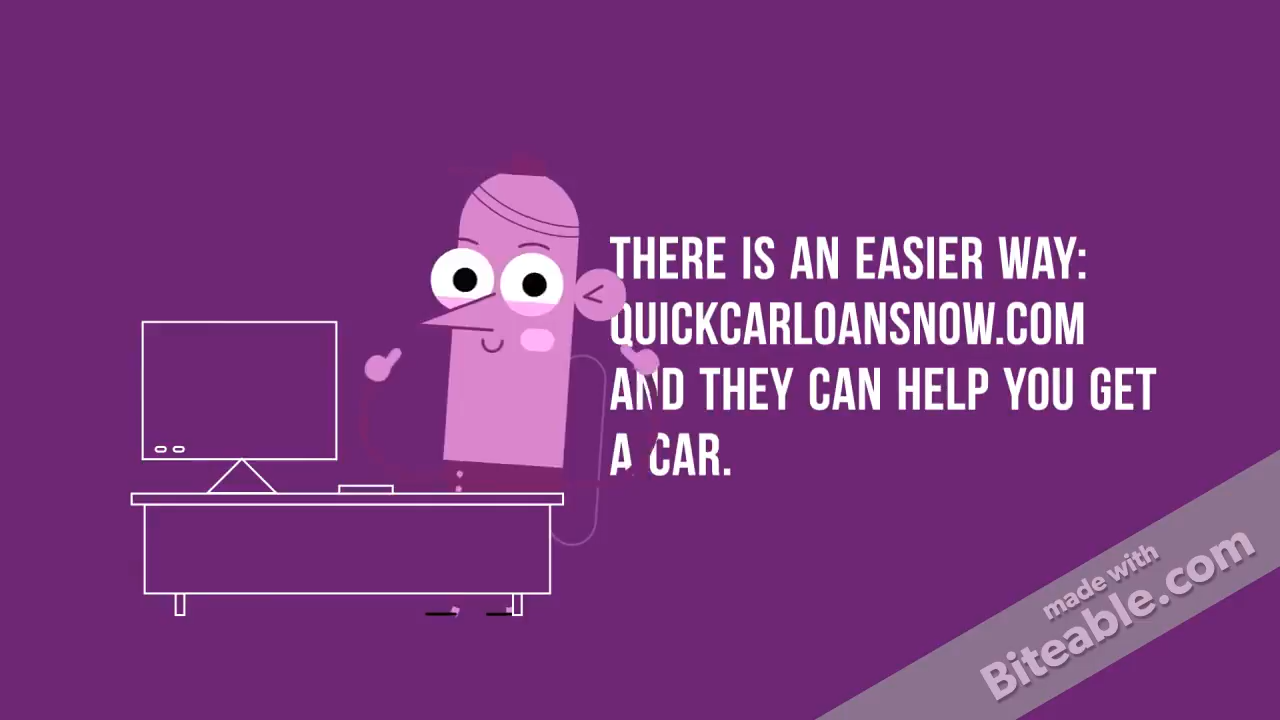 THERE IS AN EASIER WAY:
QUICKCARLOANSNOW.COM
AND THEY CAN HELP YOU GET
A CAR.
made with
Biteable.com